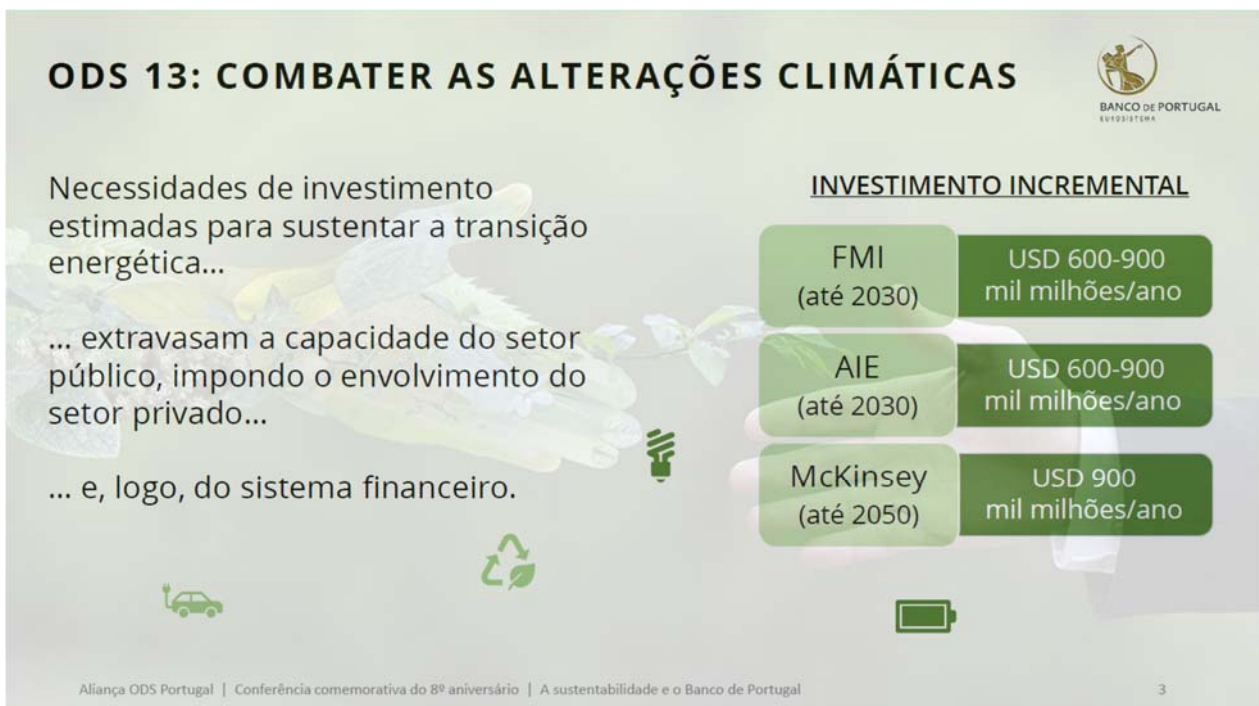 ODS 13: COMBATER AS ALTERAÇÕES CLIMÁTICAS
BANCO DE PORTUGAL
EUROSISTEMA
Necessidades de investimento
estimadas para sustentar a transição
energética...
... extravasam a capacidade do setor
público, impondo o envolvimento do
setor privado...
... e, logo, do sistema financeiro.
INVESTIMENTO INCREMENTAL
FMI
(até 2030)
USD 600-900
mil milhões/ano
AIE
(até 2030)
USD 600-900
mil milhões/ano
McKinsey
(até 2050)
USD 900
mil milhões/ano
Aliança ODS Portugal | Conferência comemorativa do 8º aniversário | A sustentabilidade e o Banco de Portugal
3